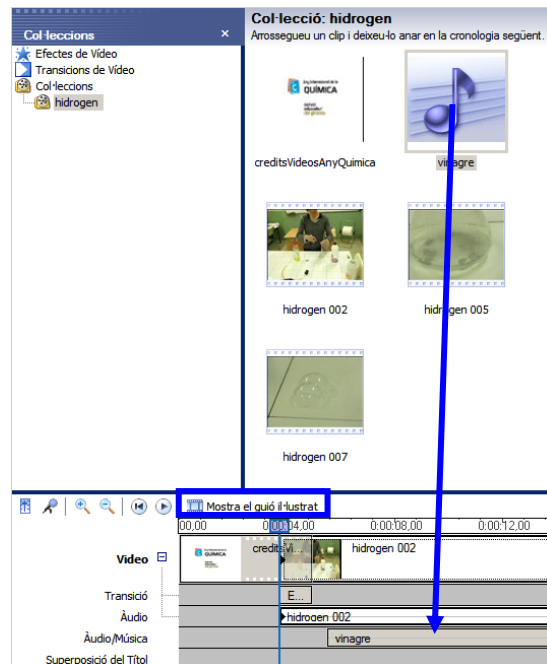 Col·leccions ×
Efectes de Vídeo
Transicions de Vídeo
Col·leccions
hidrogen
Col·lecció: hidrogen
Arrossegueu un clip i deixeu-lo anar en la cronologia següent.
QUÍMICA
creditsVideosAnyQuimica
vinagre
hidrogen 002
hidrogen 005
hidrogen 007
Mostra el guió il·lustrat
00,00
0:00:04,00
0:00:08,00
0:00:12,00
Vídeo
QUÍMICA
creditsVi...
hidrogen 002
Transició
E...
Àudio
hidrogen 002
Àudio/Música
vinagre
Superposició del Títol